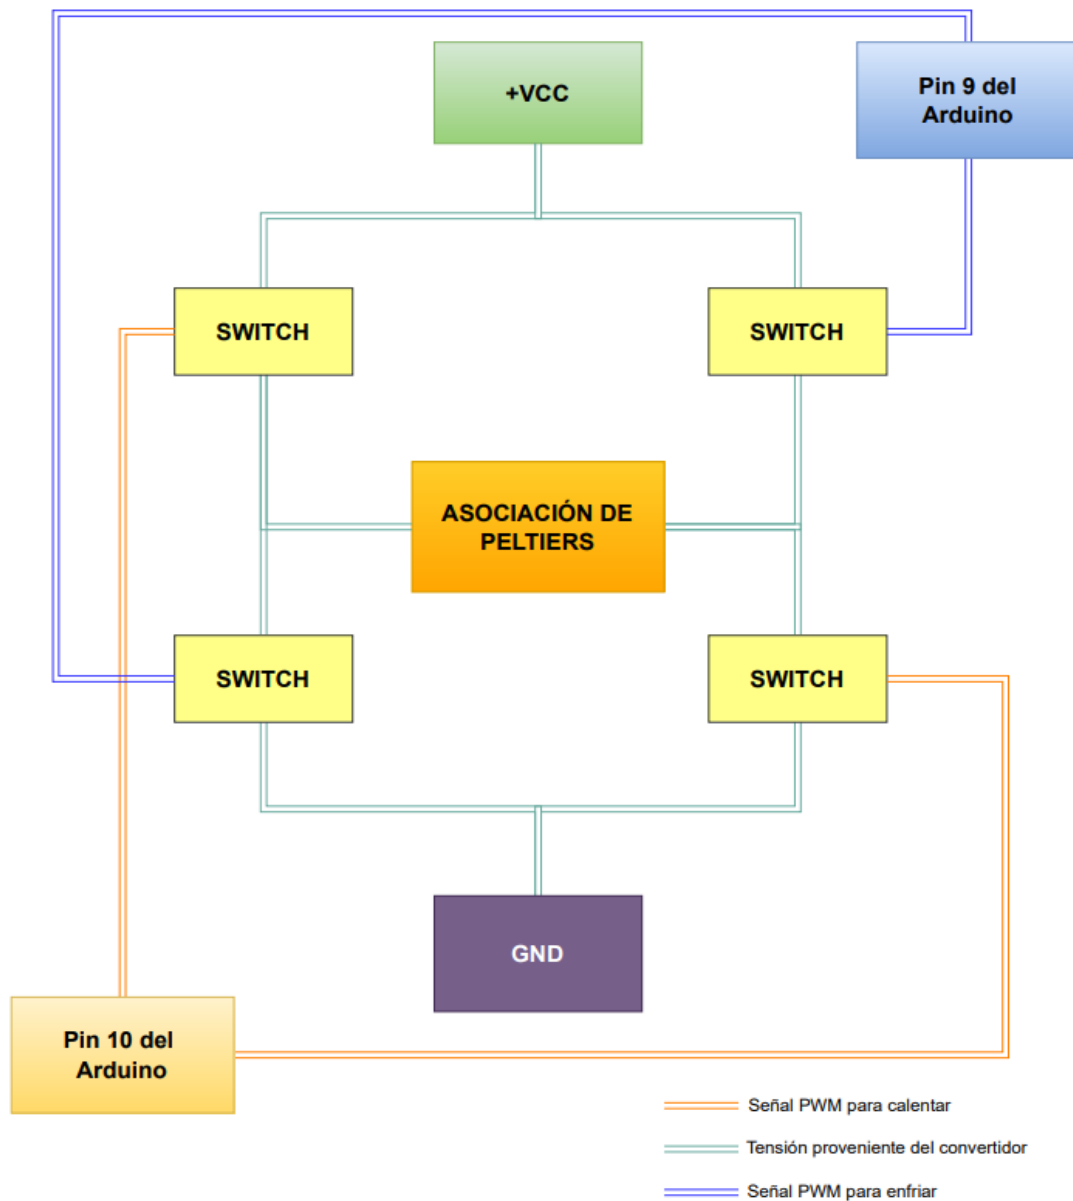 +VCC
Pin 9 del
Arduino
SWITCH
SWITCH
ASOCIACIÓN DE
PELTIERS
SWITCH
SWITCH
GND
Pin 10 del
Arduino
Señal PWM para calentar
Tensión proveniente del convertidor
Señal PWM para enfriar